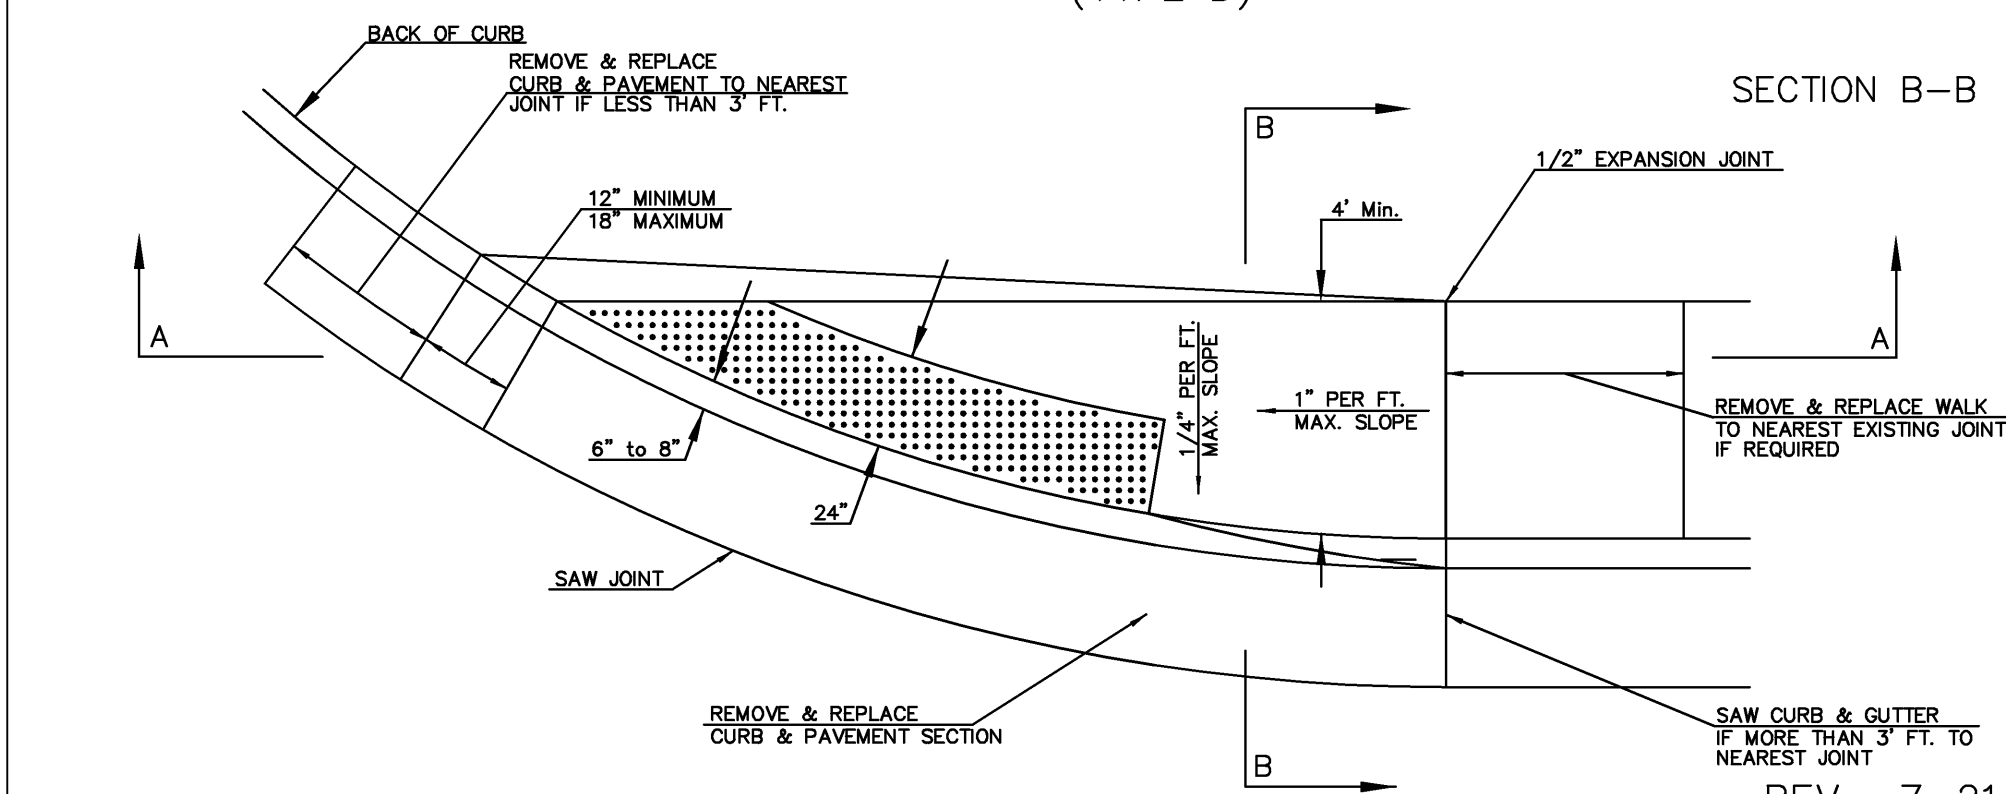 BACK OF CURB
REMOVE & REPLACE
CURB & PAVEMENT TO NEAREST
JOINT IF LESS THAN 3' FT.
SECTION B-B
B
1/2" EXPANSION JOINT
12" MINIMUM
18" MAXIMUM
4' Min.
A
A
1/4" PER FT.
MAX. SLOPE
1" PER FT.
MAX. SLOPE
REMOVE & REPLACE WALK
TO NEAREST EXISTING JOINT
IF REQUIRED
6" to 8"
24"
SAW JOINT
REMOVE & REPLACE
CURB & PAVEMENT SECTION
SAW CURB & GUTTER
IF MORE THAN 3' FT. TO
NEAREST JOINT
B